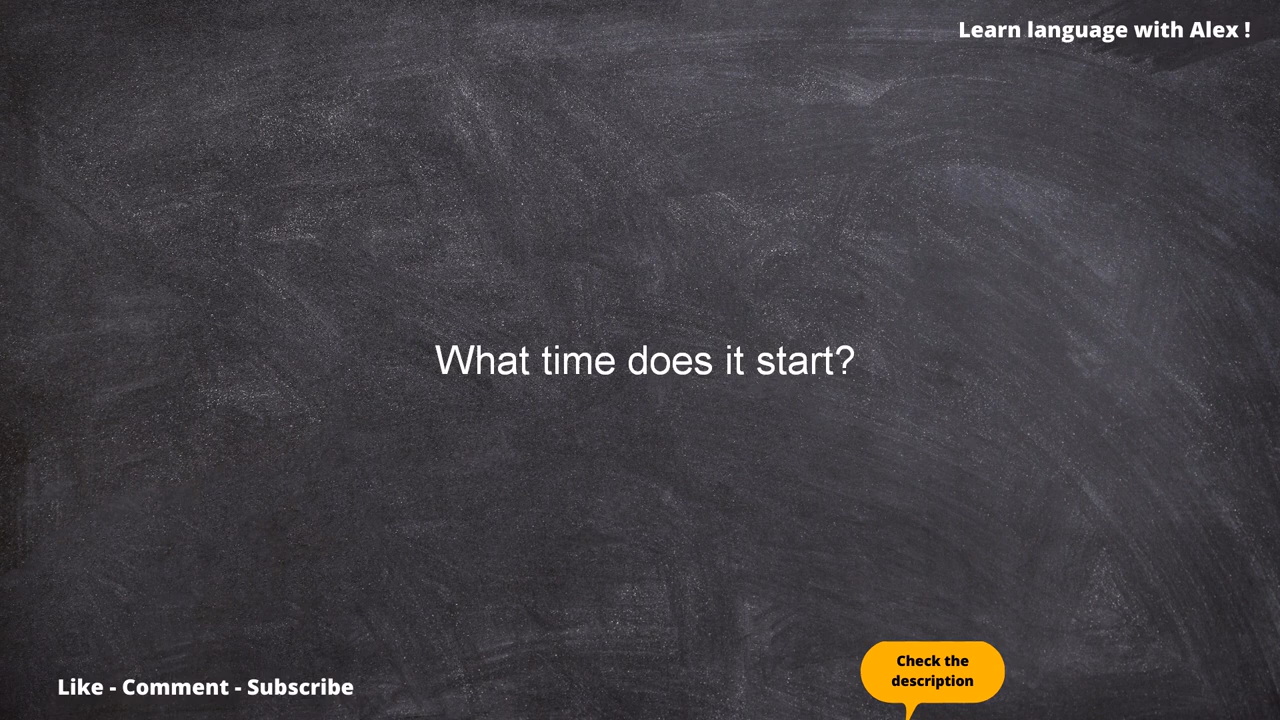 Learn language with Alex !
What time does it start?
Check the
description
Like - Comment - Subscribe